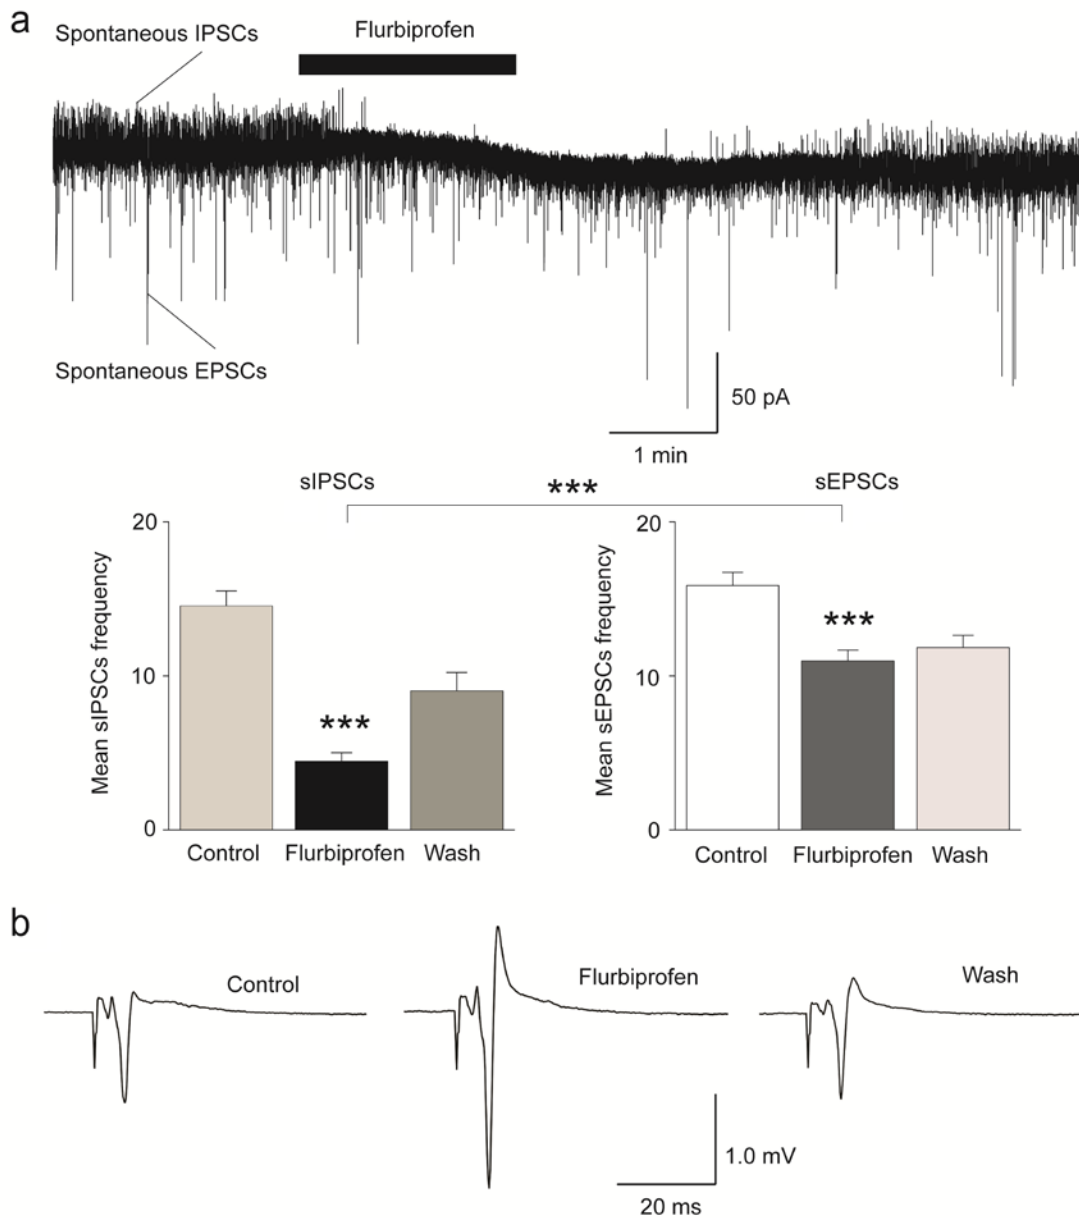 a
Spontaneous IPSCs
Flurbiprofen
Spontaneous EPSCs
50 pA
1 min
sIPSCs
***
sEPSCs
Mean sIPSCs frequency
20
10
0
***
Control
Flurbiprofen
Wash
Mean sEPSCs frequency
20
10
0
***
Control
Flurbiprofen
Wash
b
Control
Flurbiprofen
Wash
1.0 mV
20 ms